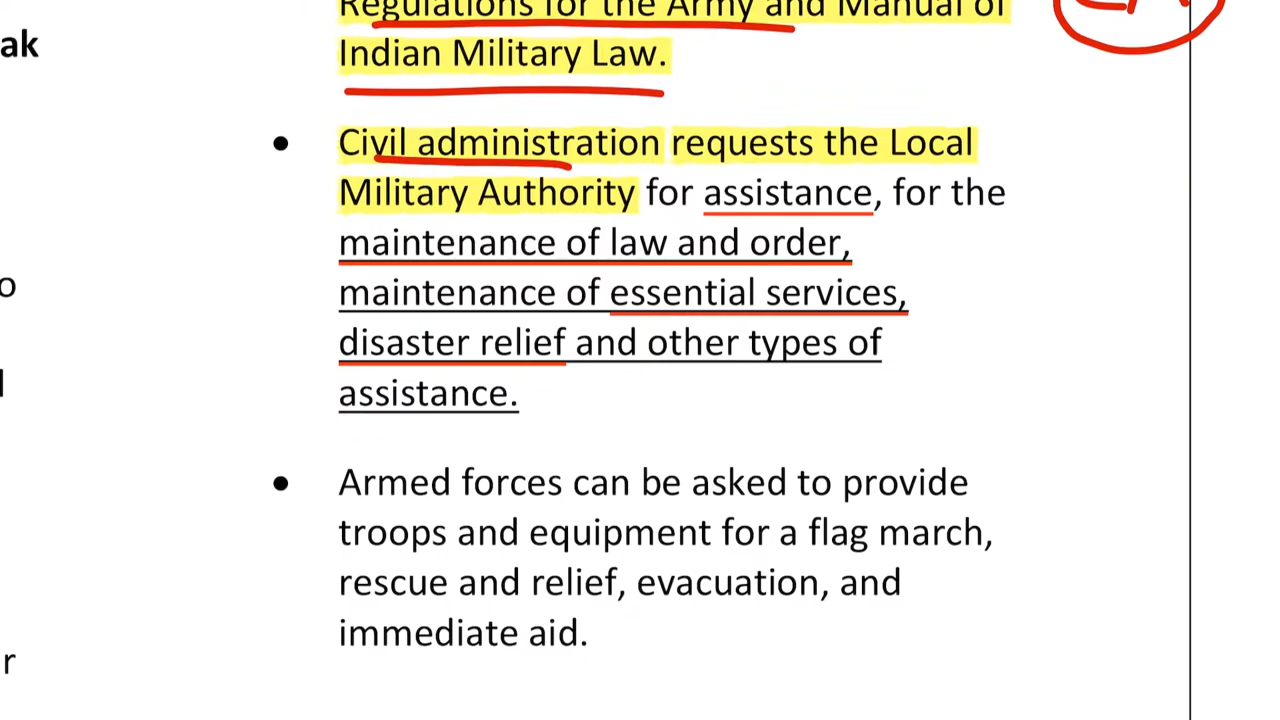 Regulations for the Army and Manual of
Indian Military Law.
• Civil administration requests the Local
Military Authority for assistance, for the
maintenance of law and order,
maintenance of essential services,
disaster relief and other types of
assistance.
• Armed forces can be asked to provide
troops and equipment for a flag march,
rescue and relief, evacuation, and
immediate aid.
ak
o
r